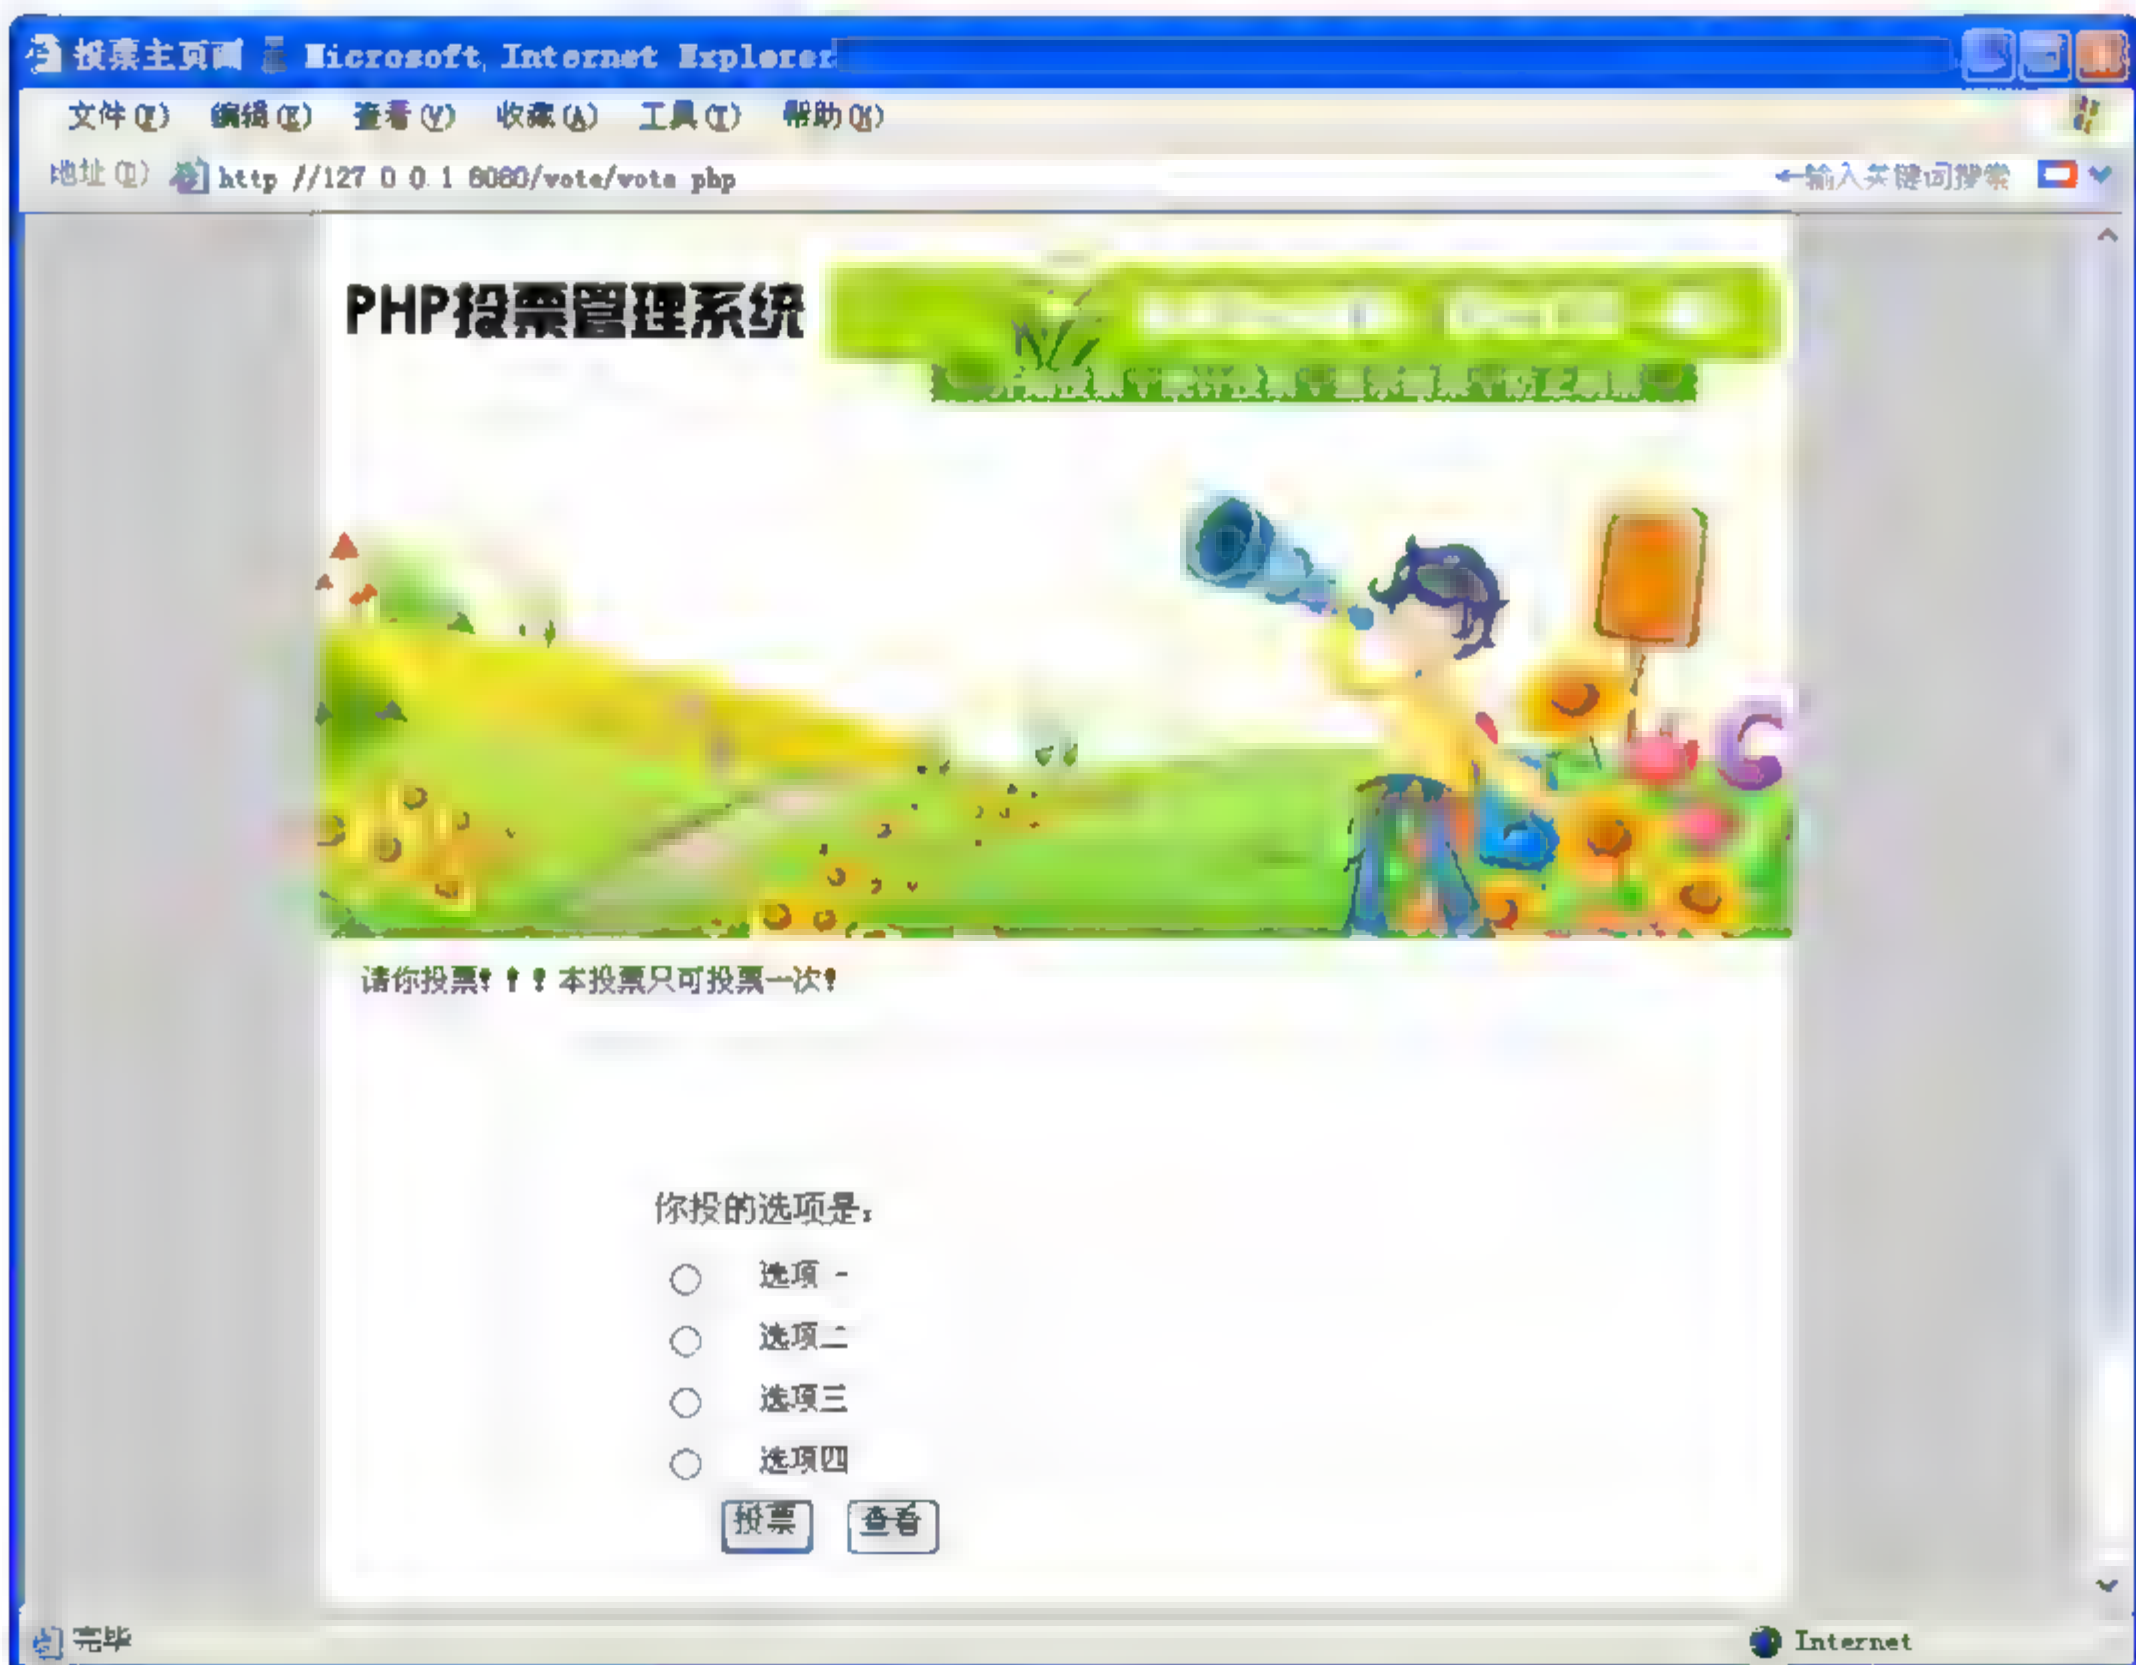 投票主页面 - Microsoft Internet Explorer
文件(F) 编辑(E) 查看(V) 收藏(A) 工具(T) 帮助(H)
地址(D) http //127 0 0 1 8080/vote/vote php ←输入关键词搜索
PHP投票管理系统
请你投票!!!本投票只可投票一次!
你投的选项是:
选项一
选项二
选项三
选项四
投票 查看
完毕 Internet